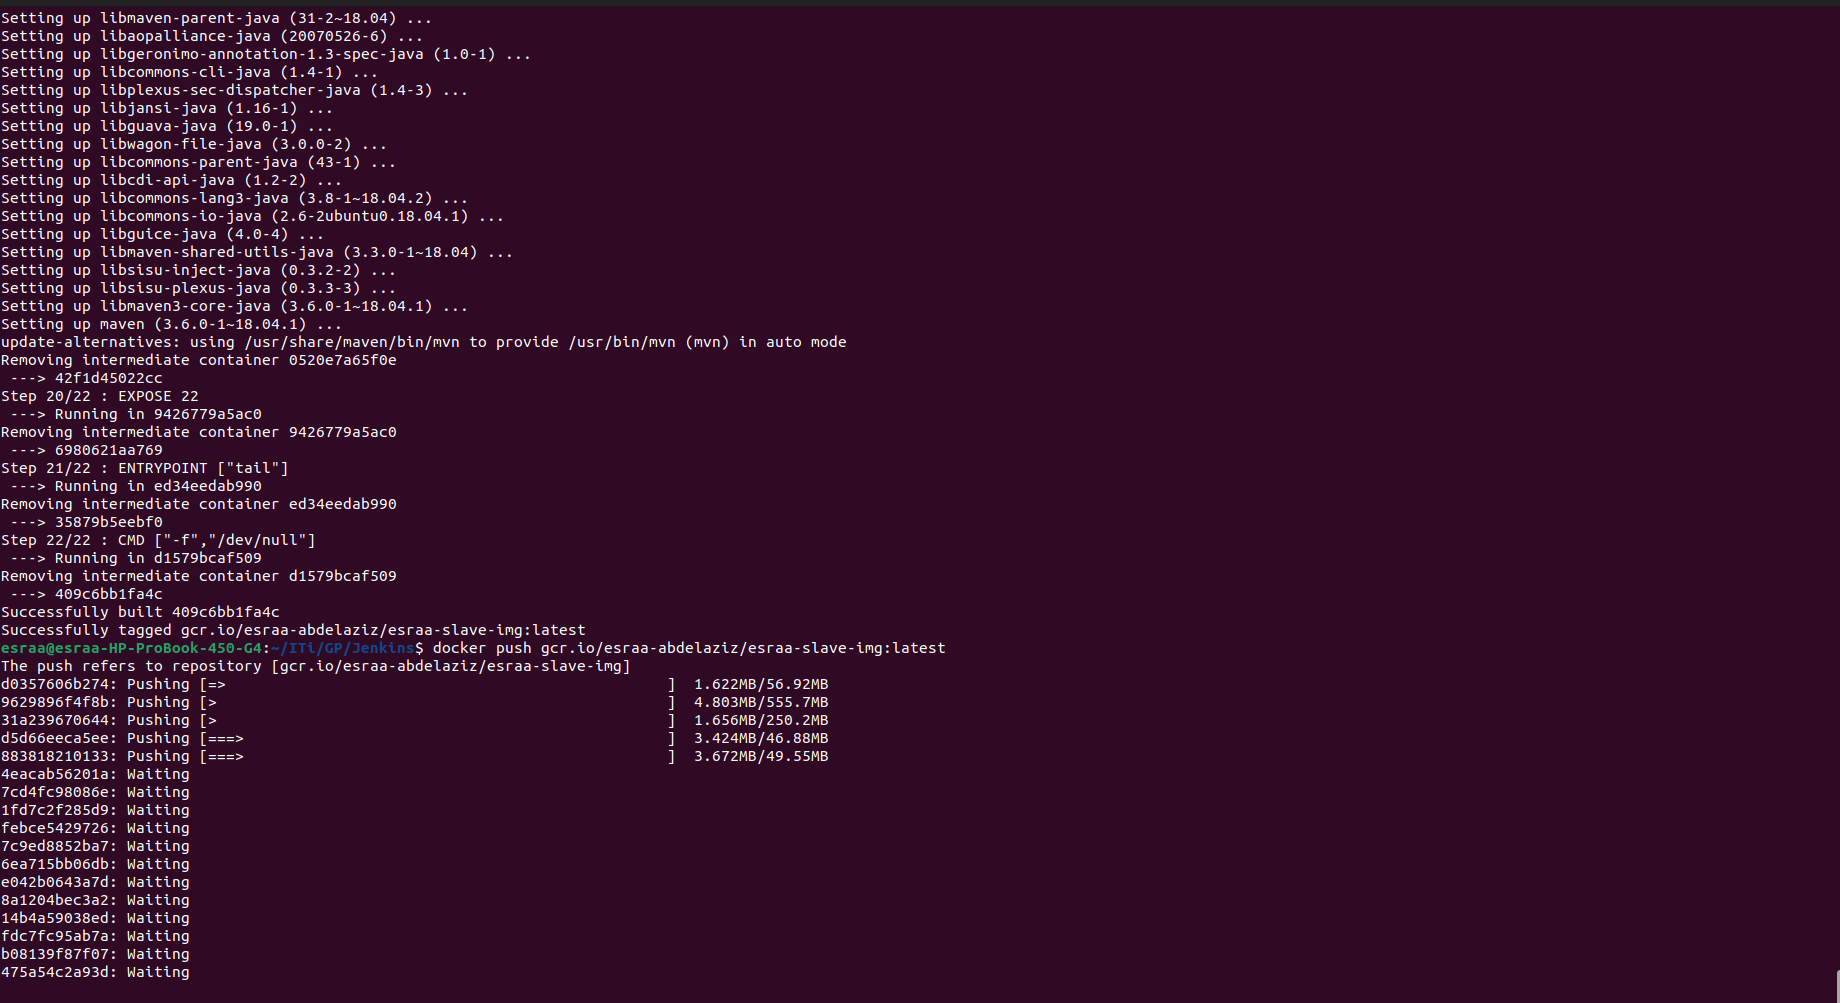 Setting up libmaven-parent-java (31-2~18.04) ...
Setting up libaopalliance-java (20070526-6) ...
Setting up libgeronimo-annotation-1.3-spec-java (1.0-1) ...
Setting up libcommons-cli-java (1.4-1) ...
Setting up libplexus-sec-dispatcher-java (1.4-3) ...
Setting up libjansi-java (1.16-1) ...
Setting up libguava-java (19.0-1) ...
Setting up libwagon-file-java (3.0.0-2) ...
Setting up libcommons-parent-java (43-1) ...
Setting up libcdi-api-java (1.2-2) ...
Setting up libcommons-lang3-java (3.8-1~18.04.2) ...
Setting up libcommons-io-java (2.6-2ubuntu0.18.04.1) ...
Setting up libguice-java (4.0-4) ...
Setting up libmaven-shared-utils-java (3.3.0-1~18.04) ...
Setting up libsisu-inject-java (0.3.2-2) ...
Setting up libsisu-plexus-java (0.3.3-3) ...
Setting up libmaven3-core-java (3.6.0-1~18.04.1) ...
Setting up maven (3.6.0-1~18.04.1) ...
update-alternatives: using /usr/share/maven/bin/mvn to provide /usr/bin/mvn (mvn) in auto mode
Removing intermediate container 0520e7a65f0e
 ---> 42f1d45022cc
Step 20/22 : EXPOSE 22
 ---> Running in 9426779a5ac0
Removing intermediate container 9426779a5ac0
 ---> 6980621aa769
Step 21/22 : ENTRYPOINT ["tail"]
 ---> Running in ed34eedab990
Removing intermediate container ed34eedab990
 ---> 35879b5eebf0
Step 22/22 : CMD ["-f","/dev/null"]
 ---> Running in d1579bcaf509
Removing intermediate container d1579bcaf509
 ---> 409c6bb1fa4c
Successfully built 409c6bb1fa4c
Successfully tagged gcr.io/esraa-abdelaziz/esraa-slave-img:latest
esraa@esraa-HP-ProBook-450-G4:~/ITi/GP/Jenkins$ docker push gcr.io/esraa-abdelaziz/esraa-slave-img:latest
The push refers to repository [gcr.io/esraa-abdelaziz/esraa-slave-img]
d0357606b274: Pushing [=>                                                 ]  1.622MB/56.92MB
9629896f4f8b: Pushing [>                                                  ]  4.803MB/555.7MB
31a239670644: Pushing [>                                                  ]  1.656MB/250.2MB
d5d66eeca5ee: Pushing [===>                                               ]  3.424MB/46.88MB
883818210133: Pushing [===>                                               ]  3.672MB/49.55MB
4eacab56201a: Waiting
7cd4fc98086e: Waiting
1fd7c2f285d9: Waiting
febce5429726: Waiting
7c9ed8852ba7: Waiting
6ea715bb06db: Waiting
e042b0643a7d: Waiting
8a1204bec3a2: Waiting
14b4a59038ed: Waiting
fdc7fc95ab7a: Waiting
b08139f87f07: Waiting
475a54c2a93d: Waiting